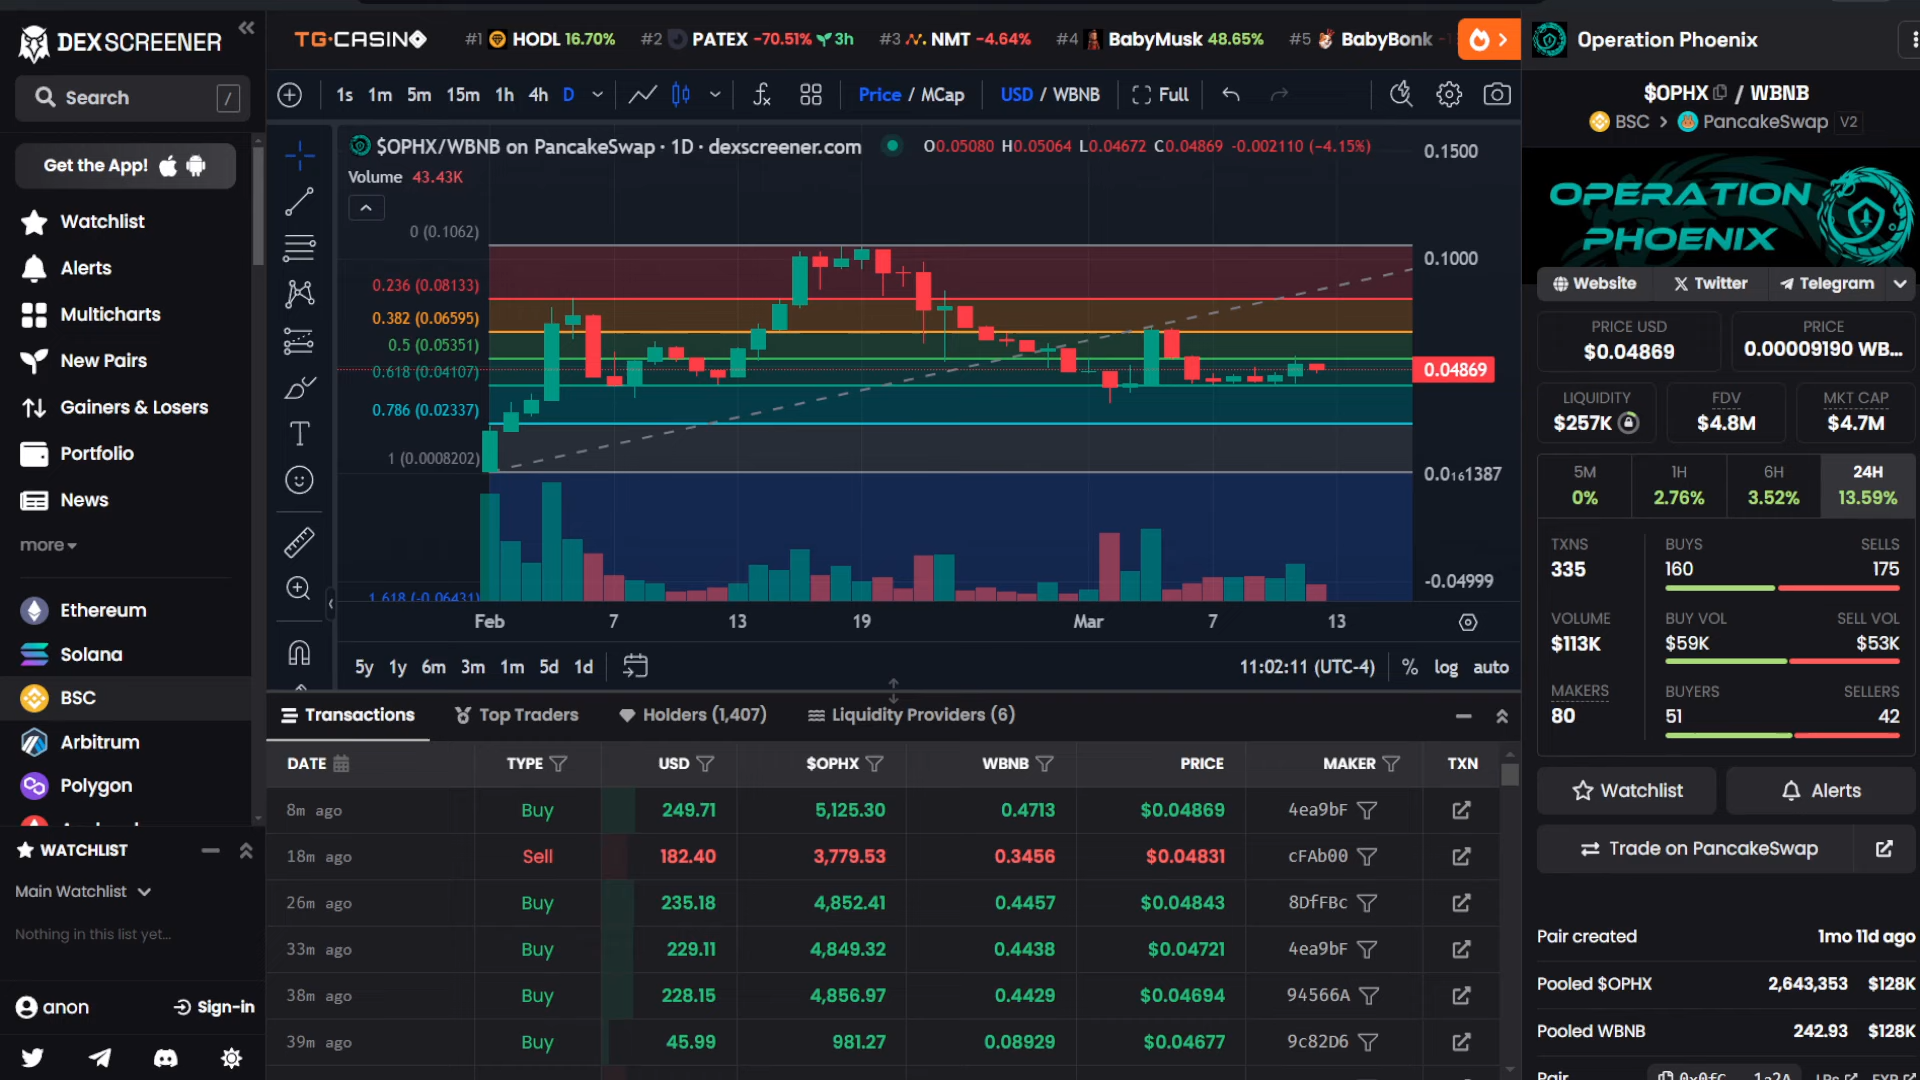 DEX SCREENER
Search
/
Get the App!
Watchlist
Alerts
Multicharts
New Pairs
Gainers & Losers
Portfolio
News
more
Ethereum
Solana
BSC
Arbitrum
Polygon
WATCHLIST
Main Watchlist
Nothing in this list yet...
anon
Sign-in
TG.CASINO
#1 HODL 16.70%
#2 PATEX -70.51% 3h
#3 NMT -4.64%
#4 BabyMusk 48.65%
#5 BabyBonk
1s 1m 5m 15m 1h 4h D
Price / MCap
USD / WBNB
Full
$OPHX/WBNB on PancakeSwap · 1D · dexscreener.com
O0.05080 H0.05064 L0.04672 C0.04869 -0.002110 (-4.15%)
Volume 43.43K
0 (0.1062)
0.236 (0.08133)
0.382 (0.06595)
0.5 (0.05351)
0.618 (0.04107)
0.786 (0.02337)
1 (0.0008202)
1.618 (-0.06431)
0.1500
0.1000
0.04869
0.0₁₆1387
-0.04999
Feb 7 13 19 Mar 7 13
5y 1y 6m 3m 1m 5d 1d
11:02:11 (UTC-4)
% log auto
Transactions
Top Traders
Holders (1,407)
Liquidity Providers (6)
DATE TYPE USD $OPHX WBNB PRICE MAKER TXN
8m ago Buy 249.71 5,125.30 0.4713 $0.04869 4ea9bF
18m ago Sell 182.40 3,779.53 0.3456 $0.04831 cFAb00
26m ago Buy 235.18 4,852.41 0.4457 $0.04843 8DfFBc
33m ago Buy 229.11 4,849.32 0.4438 $0.04721 4ea9bF
38m ago Buy 228.15 4,856.97 0.4429 $0.04694 94566A
39m ago Buy 45.99 981.27 0.08929 $0.04677 9c82D6
Operation Phoenix
$OPHX / WBNB
BSC > PancakeSwap V2
OPERATION
PHOENIX
Website
Twitter
Telegram
PRICE USD
$0.04869
PRICE
0.00009190 WB...
LIQUIDITY
$257K
FDV
$4.8M
MKT CAP
$4.7M
5M
0%
1H
2.76%
6H
3.52%
24H
13.59%
TXNS
335
BUYS
160
SELLS
175
VOLUME
$113K
BUY VOL
$59K
SELL VOL
$53K
MAKERS
80
BUYERS
51
SELLERS
42
Watchlist
Alerts
Trade on PancakeSwap
Pair created 1mo 11d ago
Pooled $OPHX 2,643,353 $128K
Pooled WBNB 242.93 $128K
Pair